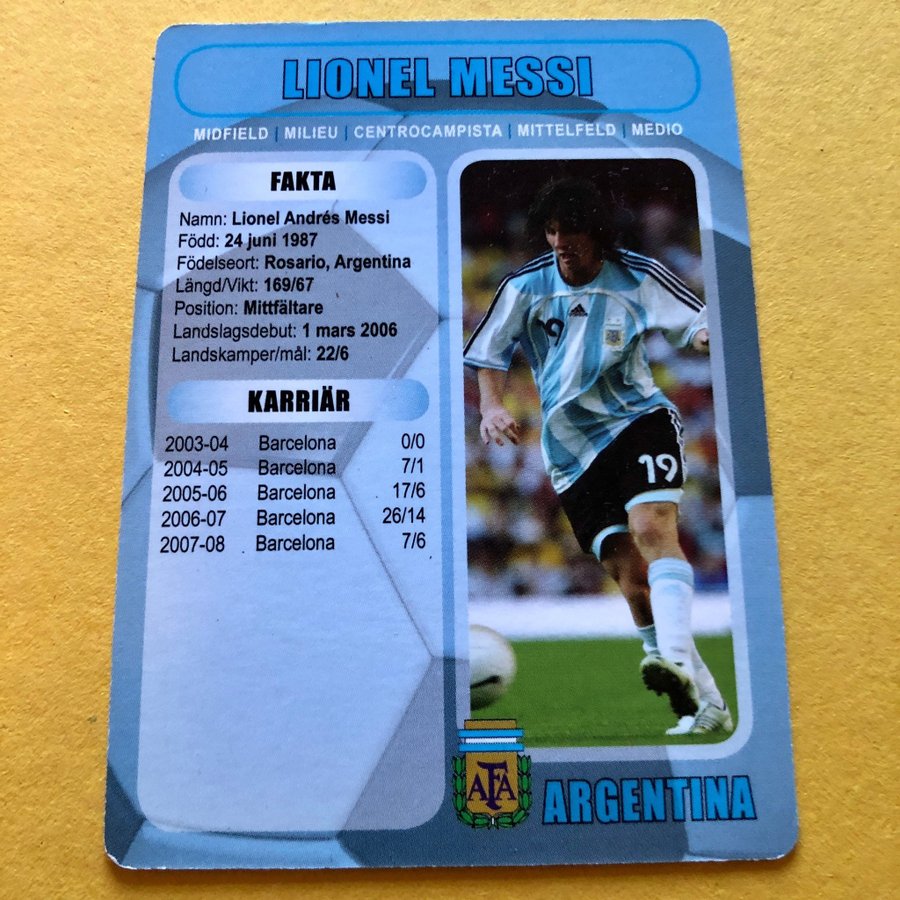 LIONEL MESSI
MIDFIELD | MILIEU | CENTROCAMPISTA | MITTELFELD | MEDIO
FAKTA
Namn: Lionel Andrés Messi
Född: 24 juni 1987
Födelseort: Rosario, Argentina
Längd/Vikt: 169/67
Position: Mittfältare
Landslagsdebut: 1 mars 2006
Landskamper/mål: 22/6
KARRIÄR
2003-04 Barcelona 0/0
2004-05 Barcelona 7/1
2005-06 Barcelona 17/6
2006-07 Barcelona 26/14
2007-08 Barcelona 7/6
adidas
19
19
AFA
ARGENTINA